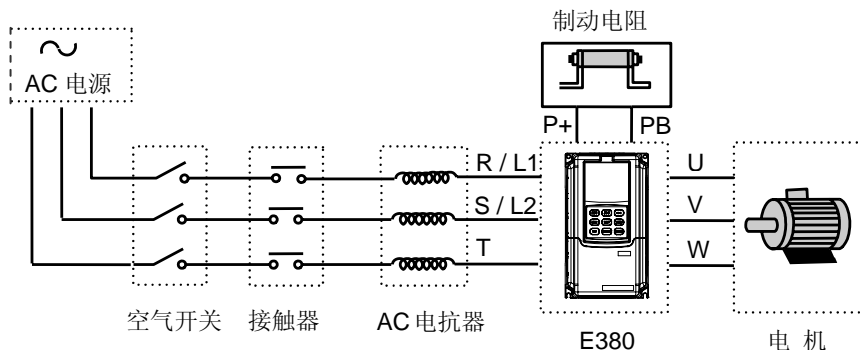 制动电阻
AC 电源
P+ PB
R / L1
U
S / L2
V
T
W
空气开关
接触器
AC 电抗器
E380
电 机